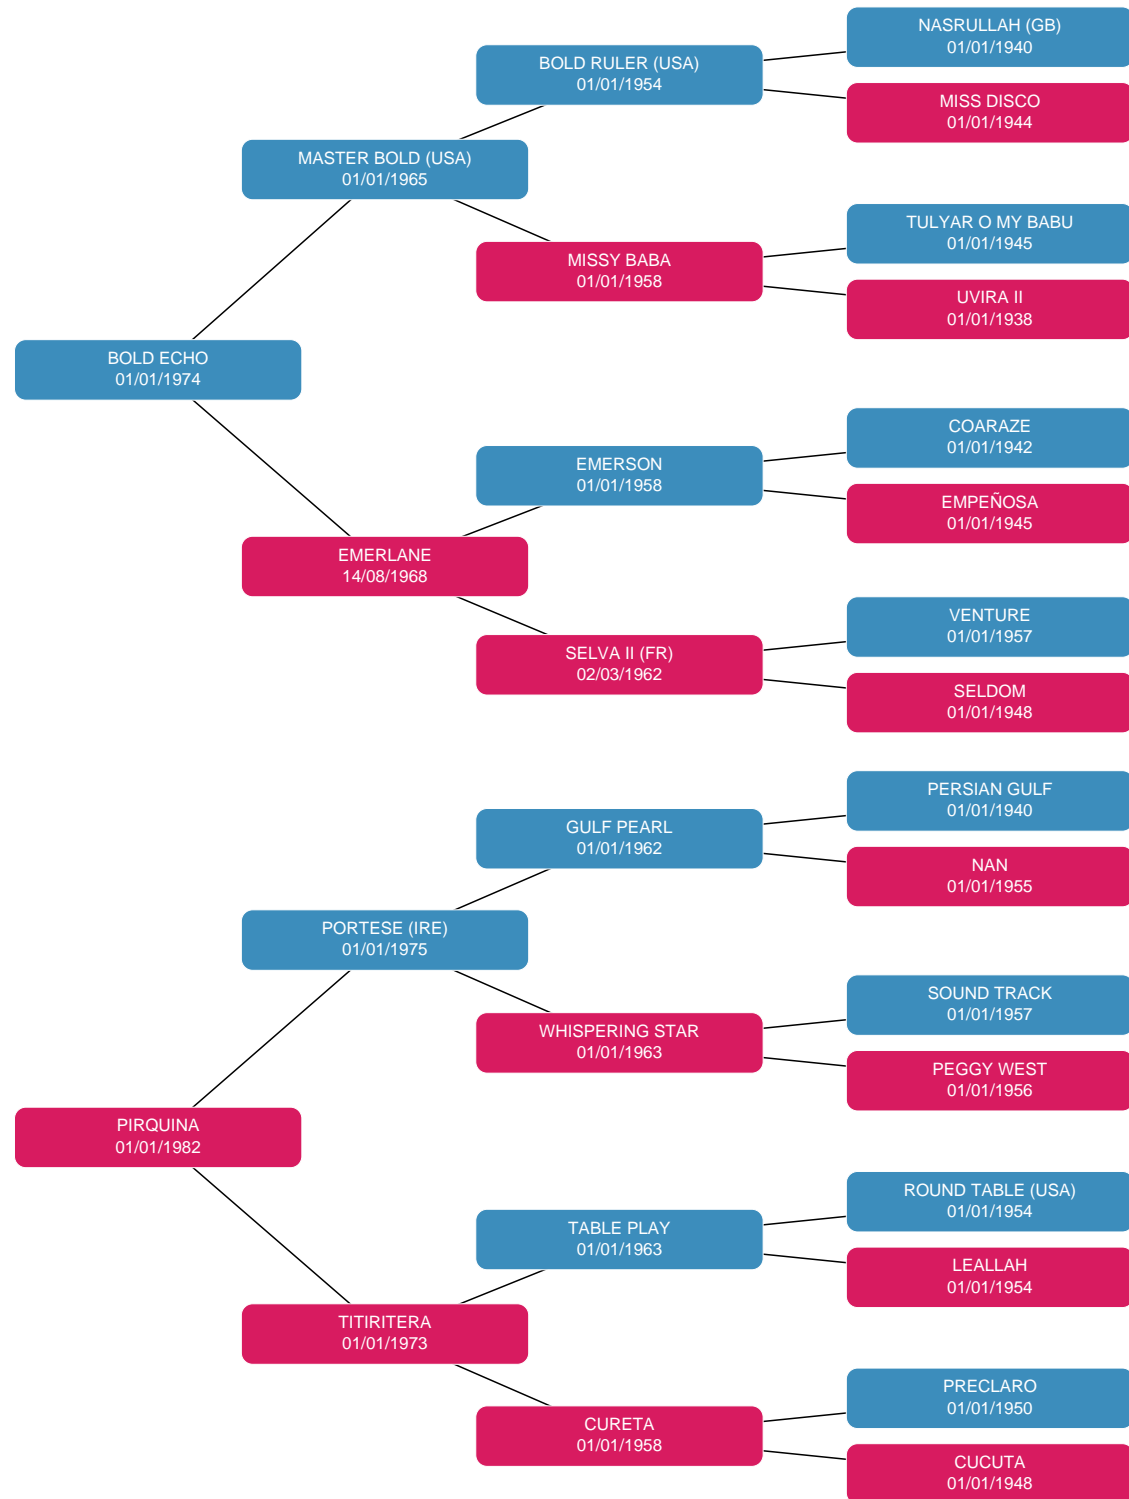 NASRULLAH (GB)
01/01/1940
BOLD RULER (USA)
01/01/1954
MISS DISCO
01/01/1944
MASTER BOLD (USA)
01/01/1965
TULYAR O MY BABU
01/01/1945
MISSY BABA
01/01/1958
UVIRA II
01/01/1938
BOLD ECHO
01/01/1974
COARAZE
01/01/1942
EMERSON
01/01/1958
EMPEÑOSA
01/01/1945
EMERLANE
14/08/1968
VENTURE
01/01/1957
SELVA II (FR)
02/03/1962
SELDOM
01/01/1948
PERSIAN GULF
01/01/1940
GULF PEARL
01/01/1962
NAN
01/01/1955
PORTESE (IRE)
01/01/1975
SOUND TRACK
01/01/1957
WHISPERING STAR
01/01/1963
PEGGY WEST
01/01/1956
PIRQUINA
01/01/1982
ROUND TABLE (USA)
01/01/1954
TABLE PLAY
01/01/1963
LEALLAH
01/01/1954
TITIRITERA
01/01/1973
PRECLARO
01/01/1950
CURETA
01/01/1958
CUCUTA
01/01/1948